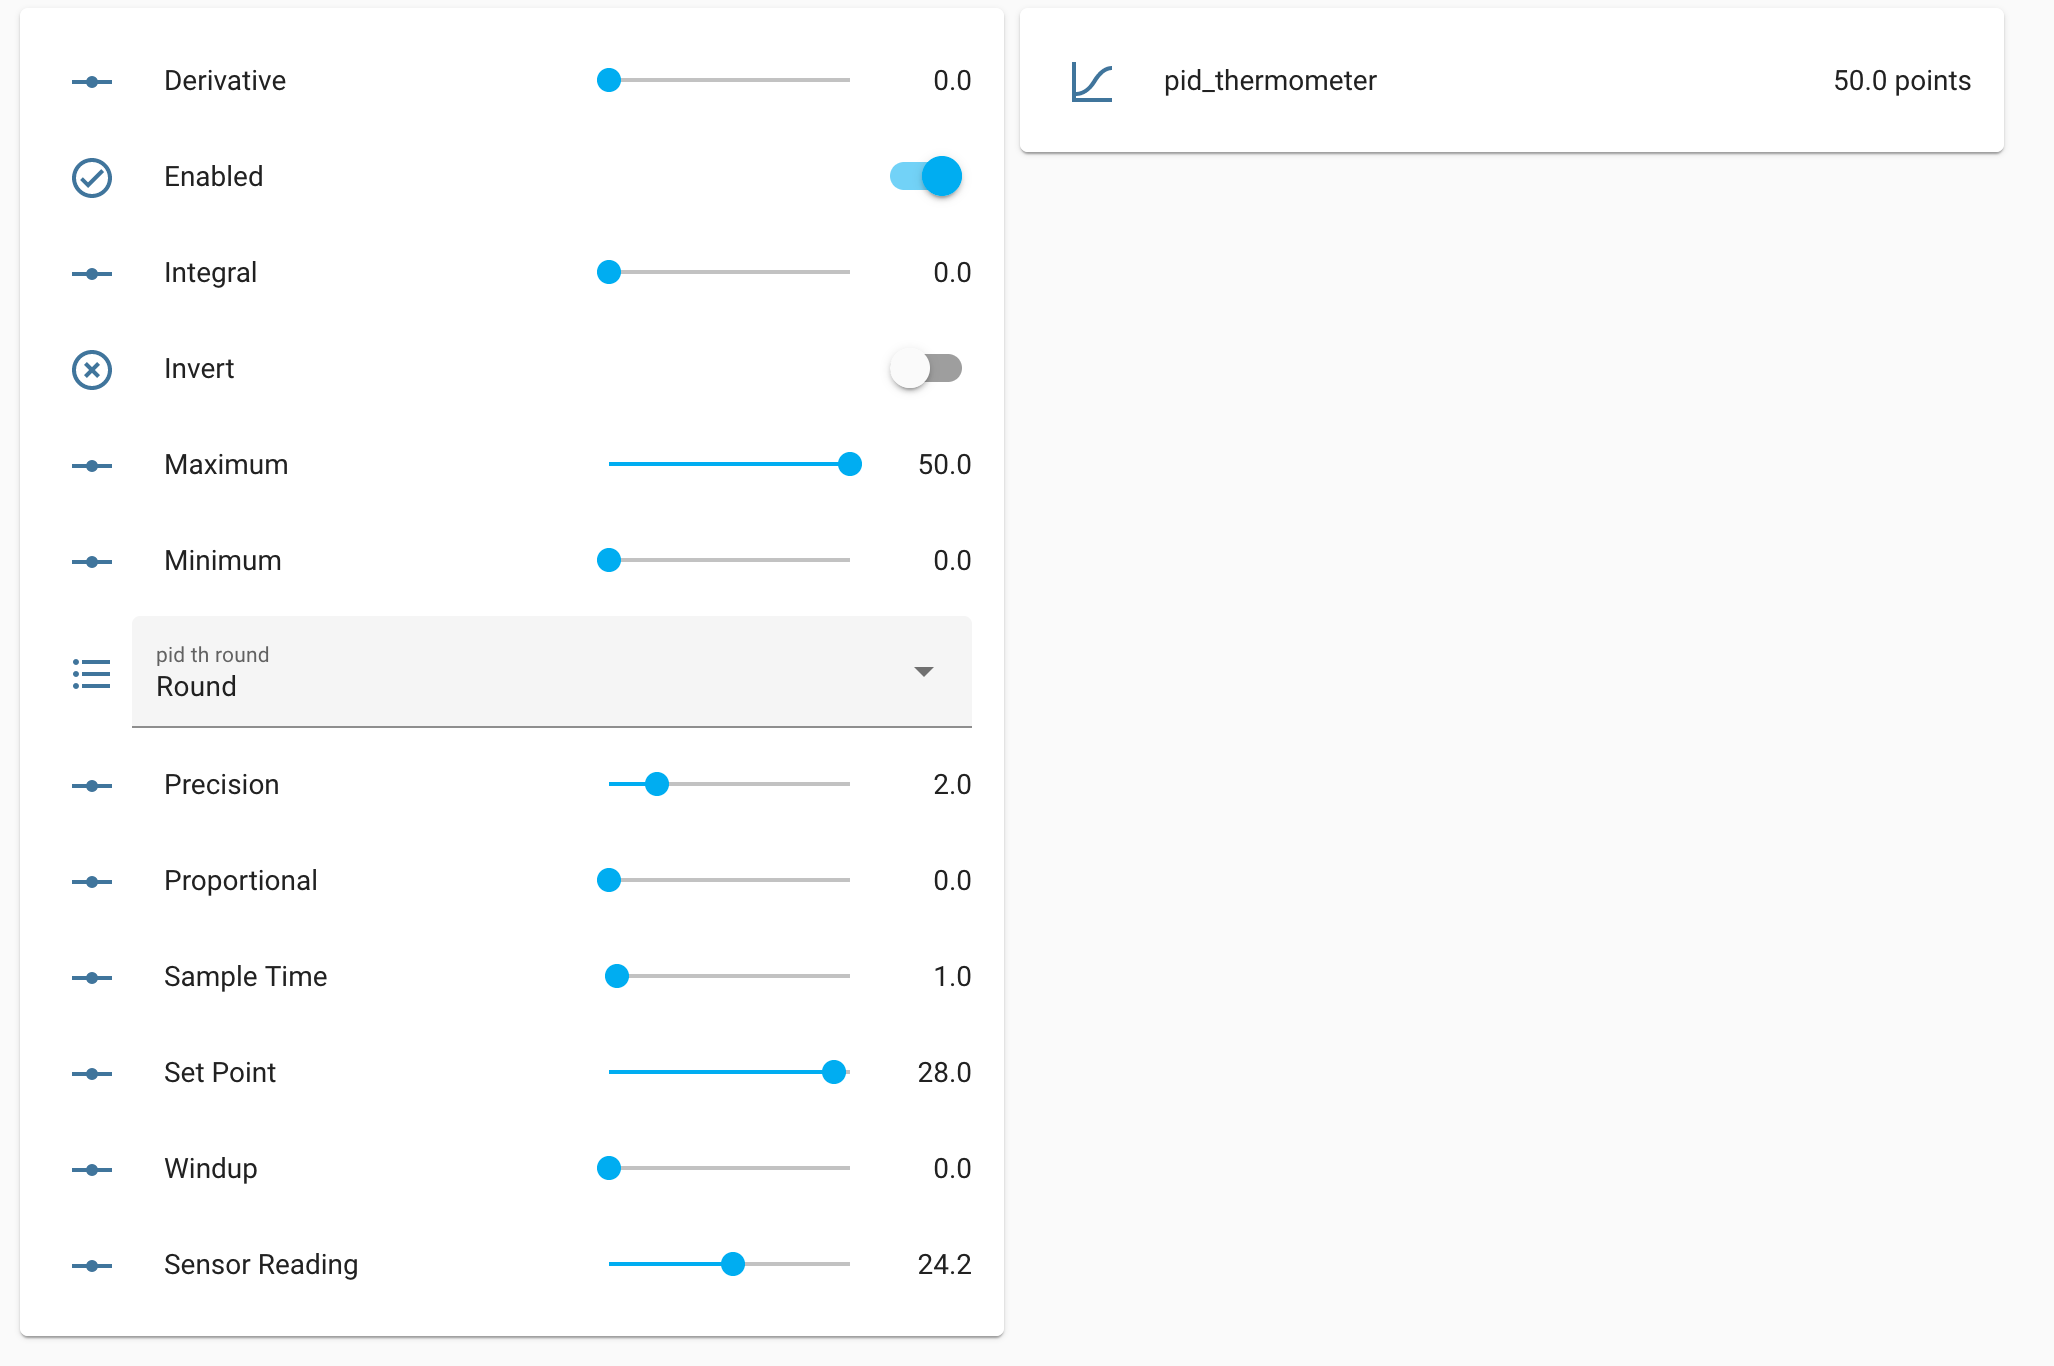 Derivative 0.0
Enabled
Integral 0.0
Invert
Maximum 50.0
Minimum 0.0
pid th round
Round
Precision 2.0
Proportional 0.0
Sample Time 1.0
Set Point 28.0
Windup 0.0
Sensor Reading 24.2
pid_thermometer 50.0 points